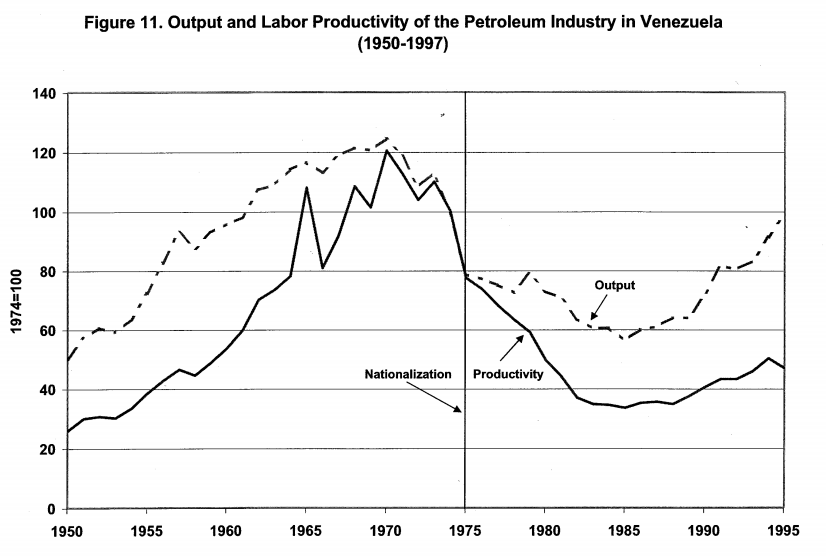 Figure 11. Output and Labor Productivity of the Petroleum Industry in Venezuela
(1950-1997)
140
120
100
80
60
40
20
0
1974=100
Output
Nationalization
Productivity
1950 1955 1960 1965 1970 1975 1980 1985 1990 1995